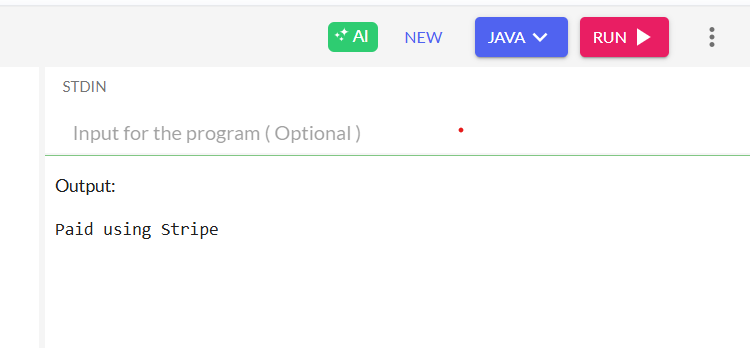 AI NEW JAVA RUN
STDIN
Input for the program ( Optional )
Output:
Paid using Stripe